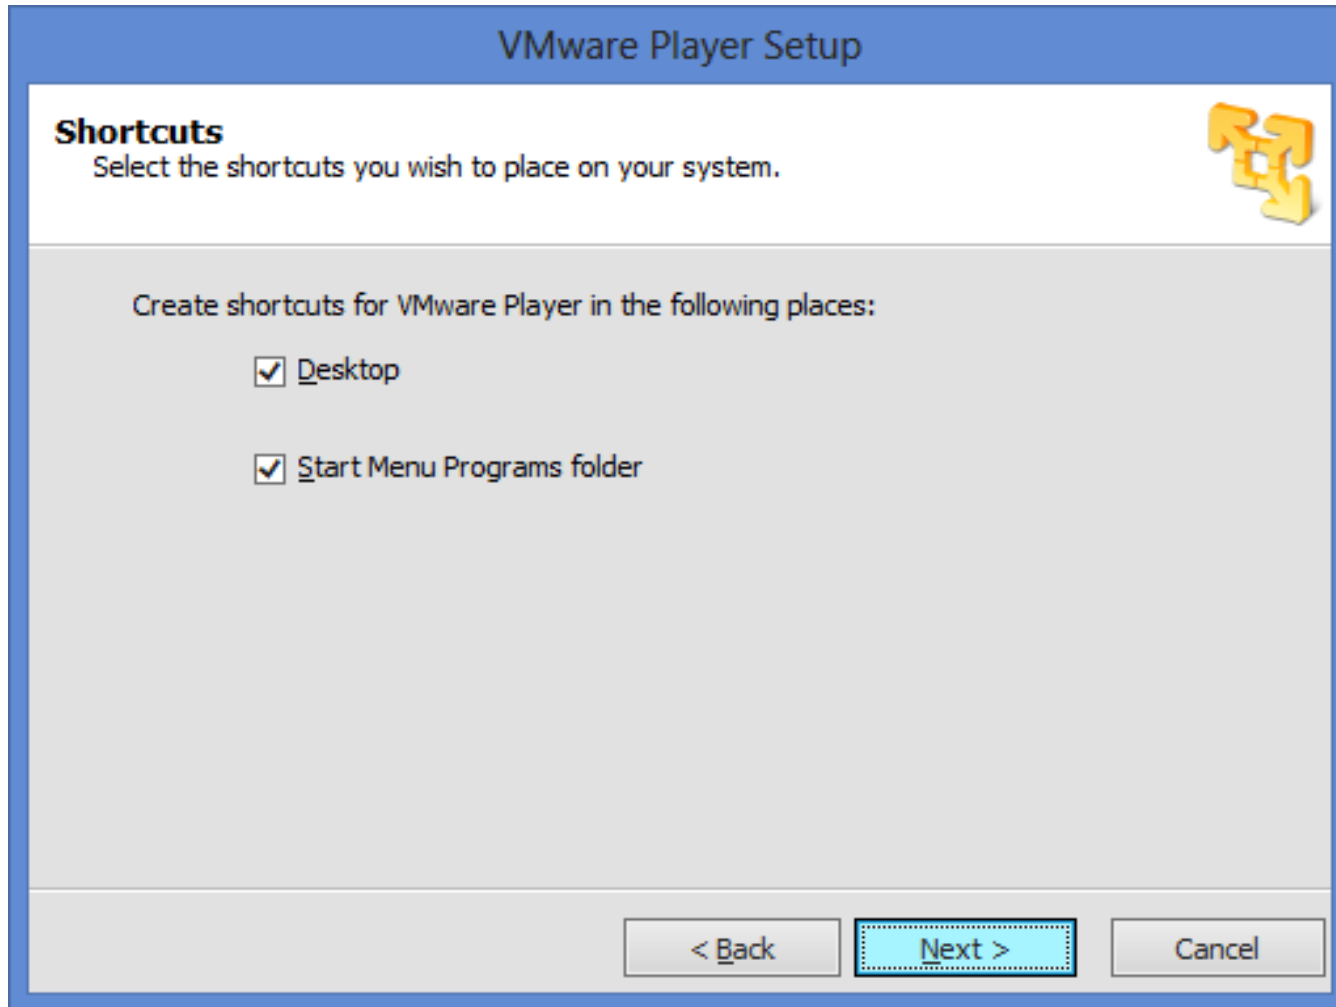 VMware Player Setup
Shortcuts
Select the shortcuts you wish to place on your system.
Create shortcuts for VMware Player in the following places:
Desktop
Start Menu Programs folder
< Back
Next >
Cancel